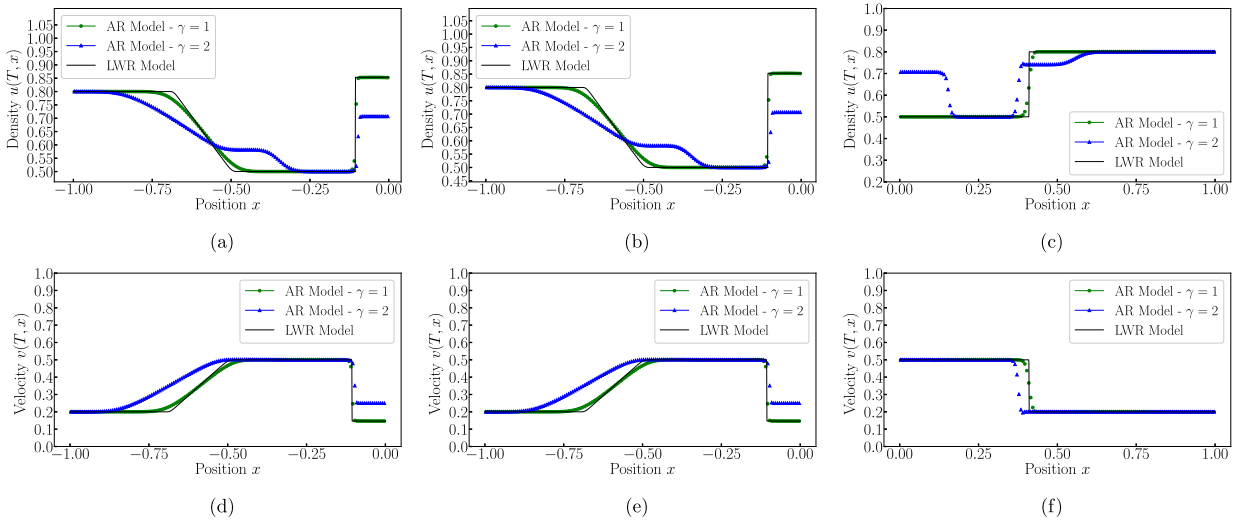 Density u(T, x)
1.05
1.00
0.95
0.90
0.85
0.80
0.75
0.70
0.65
0.60
0.55
0.50
AR Model - γ = 1
AR Model - γ = 2
LWR Model
−1.00 −0.75 −0.50 −0.25 0.00
Position x
(a)
Density u(T, x)
1.05
1.00
0.95
0.90
0.85
0.80
0.75
0.70
0.65
0.60
0.55
0.50
0.45
AR Model - γ = 1
AR Model - γ = 2
LWR Model
−1.00 −0.75 −0.50 −0.25 0.00
Position x
(b)
Density u(T, x)
1.0
0.9
0.8
0.7
0.6
0.5
0.4
0.3
0.2
AR Model - γ = 1
AR Model - γ = 2
LWR Model
0.00 0.25 0.50 0.75 1.00
Position x
(c)
Velocity v(T, x)
1.0
0.9
0.8
0.7
0.6
0.5
0.4
0.3
0.2
0.1
0.0
AR Model - γ = 1
AR Model - γ = 2
LWR Model
−1.00 −0.75 −0.50 −0.25 0.00
Position x
(d)
Velocity v(T, x)
1.0
0.9
0.8
0.7
0.6
0.5
0.4
0.3
0.2
0.1
0.0
AR Model - γ = 1
AR Model - γ = 2
LWR Model
−1.00 −0.75 −0.50 −0.25 0.00
Position x
(e)
Velocity v(T, x)
1.0
0.9
0.8
0.7
0.6
0.5
0.4
0.3
0.2
0.1
0.0
AR Model - γ = 1
AR Model - γ = 2
LWR Model
0.00 0.25 0.50 0.75 1.00
Position x
(f)